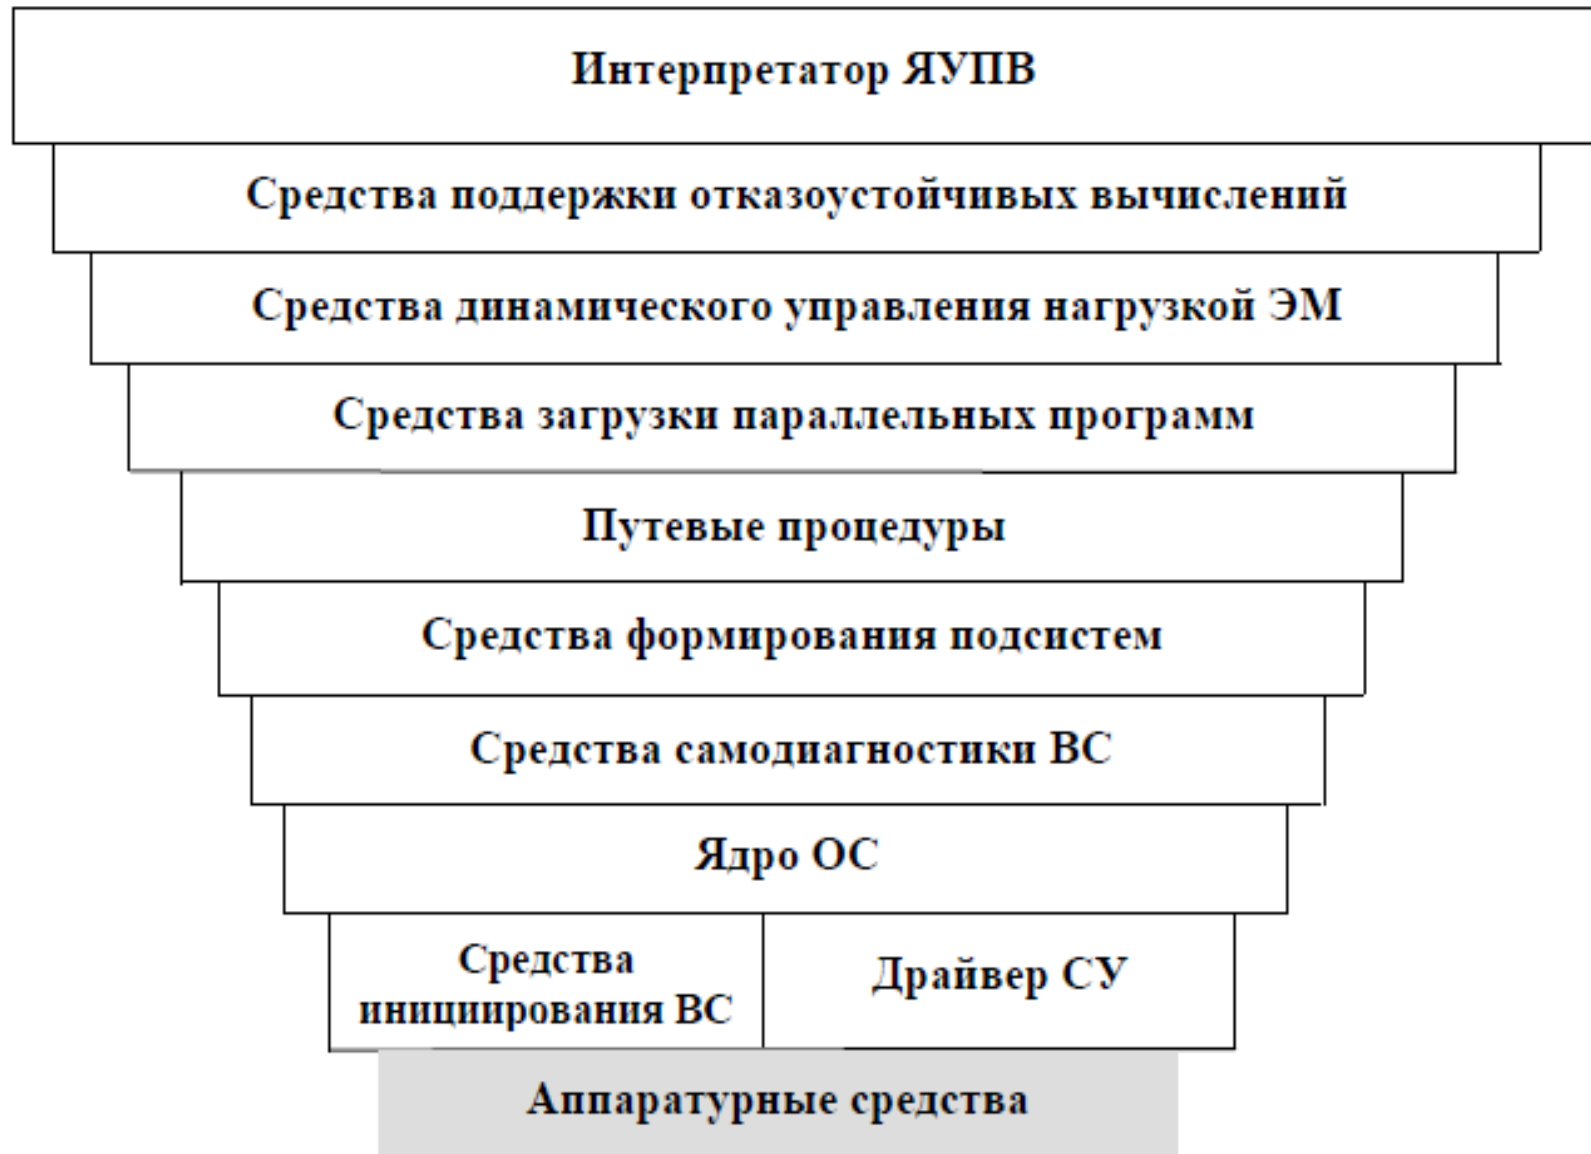 Интерпретатор ЯУПВ
Средства поддержки отказоустойчивых вычислений
Средства динамического управления нагрузкой ЭМ
Средства загрузки параллельных программ
Путевые процедуры
Средства формирования подсистем
Средства самодиагностики ВС
Ядро ОС
Средства
инициирования ВС
Драйвер СУ
Аппаратурные средства